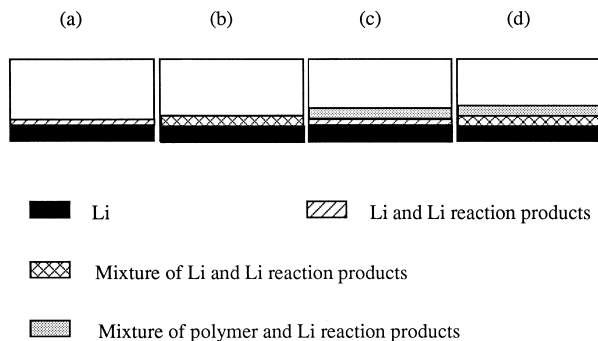 (a) (b) (c) (d)
Li
Li and Li reaction products
Mixture of Li and Li reaction products
Mixture of polymer and Li reaction products